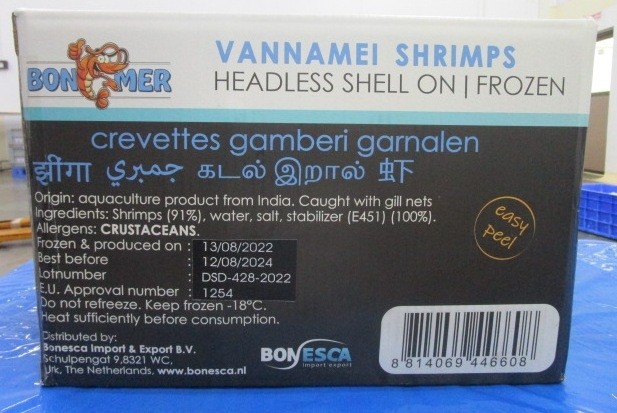 BONMER
VANNAMEI SHRIMPS
HEADLESS SHELL ON | FROZEN
crevettes gamberi garnalen
झींगा جمبري கடல் இறால் 虾
Origin: aquaculture product from India. Caught with gill nets
Ingredients: Shrimps (91%), water, salt, stabilizer (E451) (100%).
Allergens: CRUSTACEANS.
Frozen & produced on : 13/08/2022
Best before : 12/08/2024
Lotnumber : DSD-428-2022
E.U. Approval number : 1254
Do not refreeze. Keep frozen -18°C.
Heat sufficiently before consumption.
easy
peel
Distributed by:
Bonesca Import & Export B.V.
Schulpengat 9,8321 WC,
Urk, The Netherlands. www.bonesca.nl
BONESCA
import export
8 814069 446608